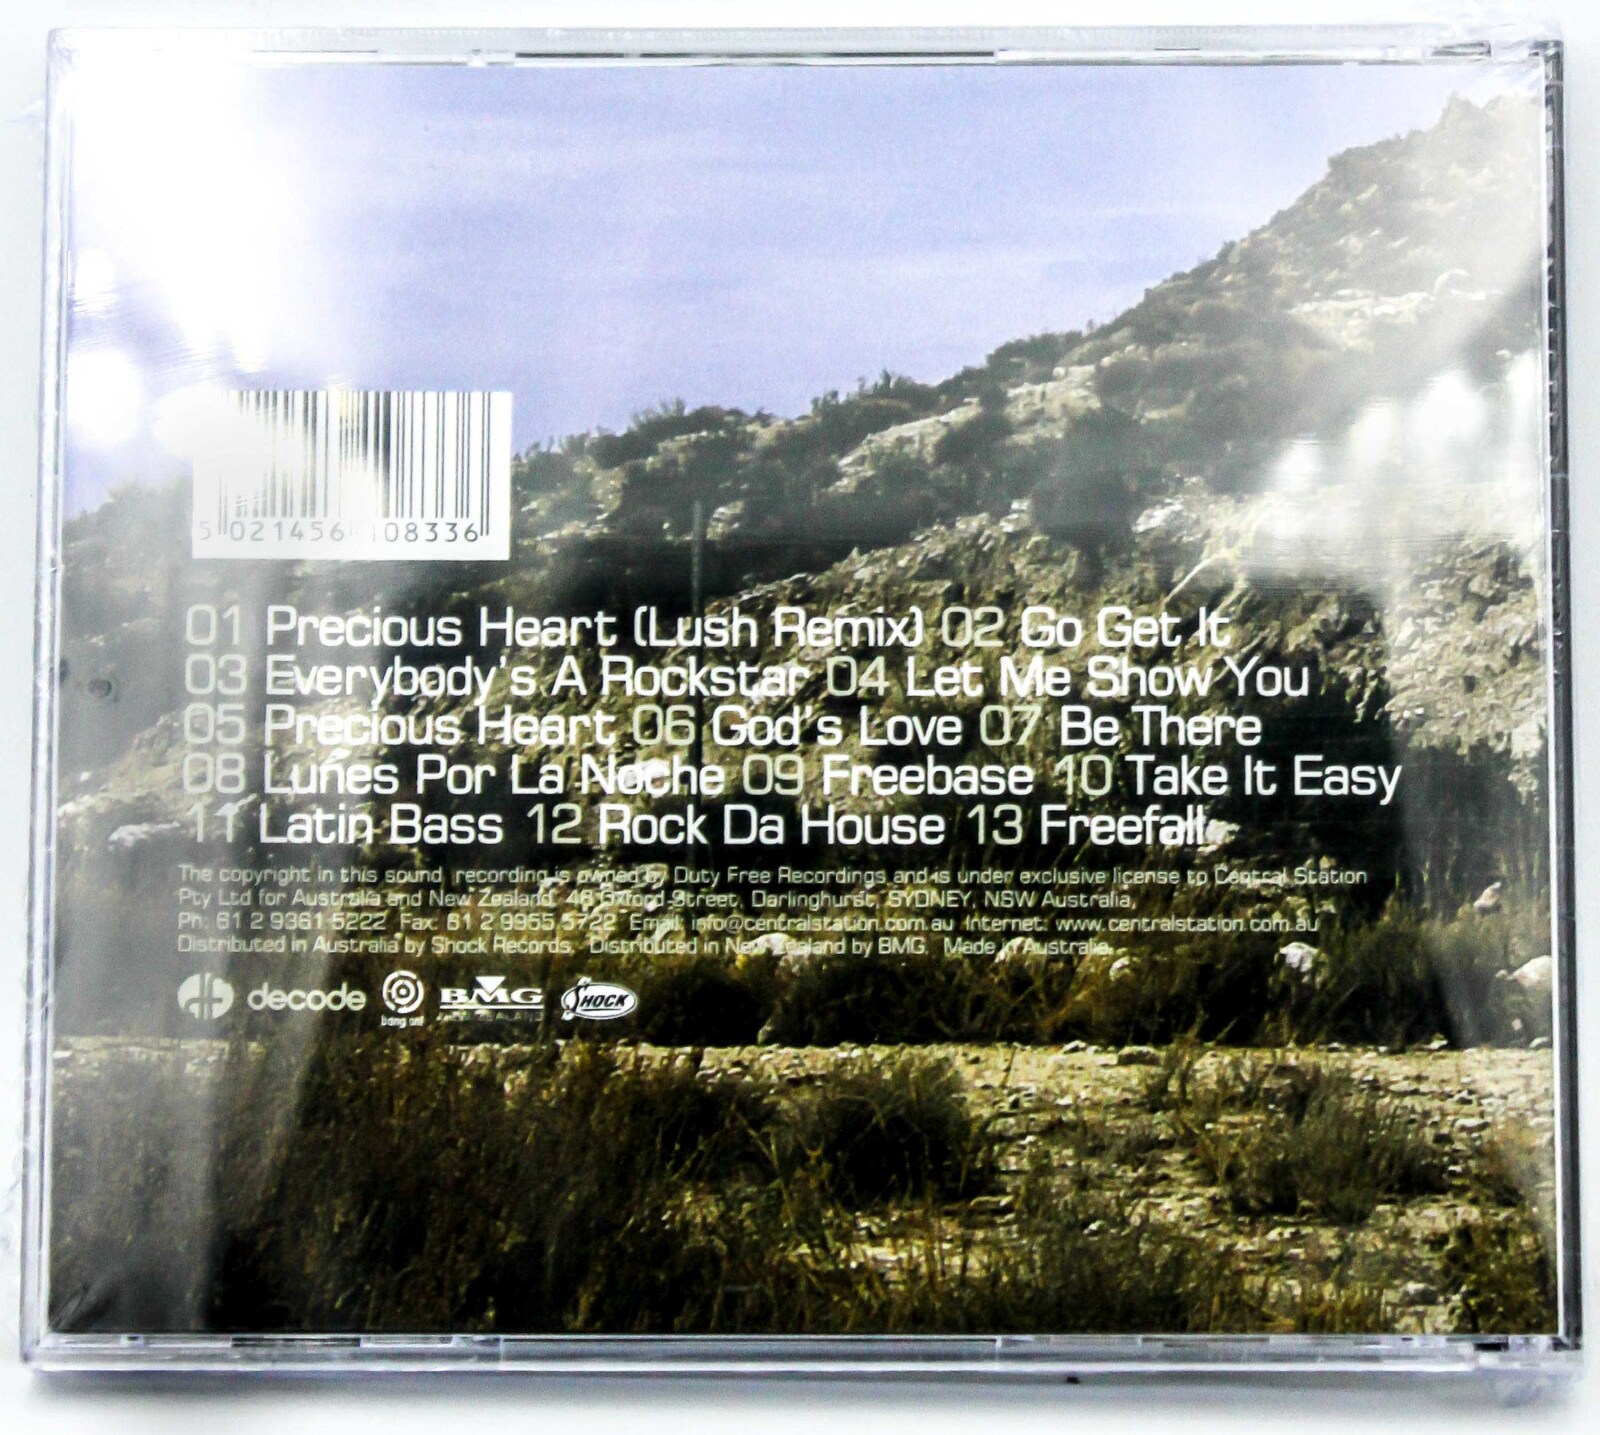 5 021456 108336
01 Precious Heart (Lush Remix) 02 Go Get It
03 Everybody's A Rockstar 04 Let Me Show You
05 Precious Heart 06 God's Love 07 Be There
08 Lunes Por La Noche 09 Freebase 10 Take It Easy
11 Latin Bass 12 Rock Da House 13 Freefall
The copyright in this sound recording is owned by Duty Free Recordings and is under exclusive license to Central Station
Pty Ltd for Australia and New Zealand. 46 Oxford Street, Darlinghurst, SYDNEY, NSW Australia,
Ph: 61 2 9361 5222 Fax: 61 2 9955 5722 Email: info@centralstation.com.au Internet: www.centralstation.com.au
Distributed in Australia by Shock Records. Distributed in New Zealand by BMG. Made in Australia.
decode bang on! BMG SHOCK